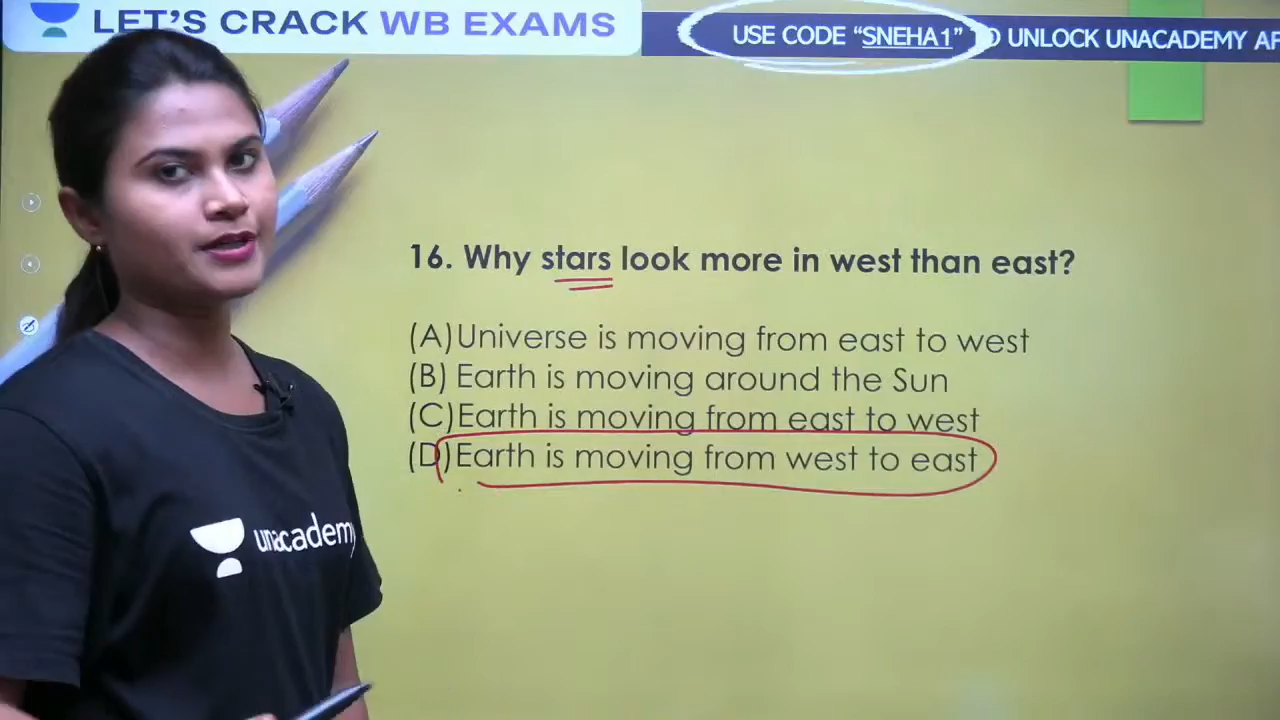 LET'S CRACK WB EXAMS
USE CODE “SNEHA1” TO UNLOCK UNACADEMY
16. Why stars look more in west than east?
(A)Universe is moving from east to west
(B) Earth is moving around the Sun
(C)Earth is moving from east to west
(D)Earth is moving from west to east
unacademy